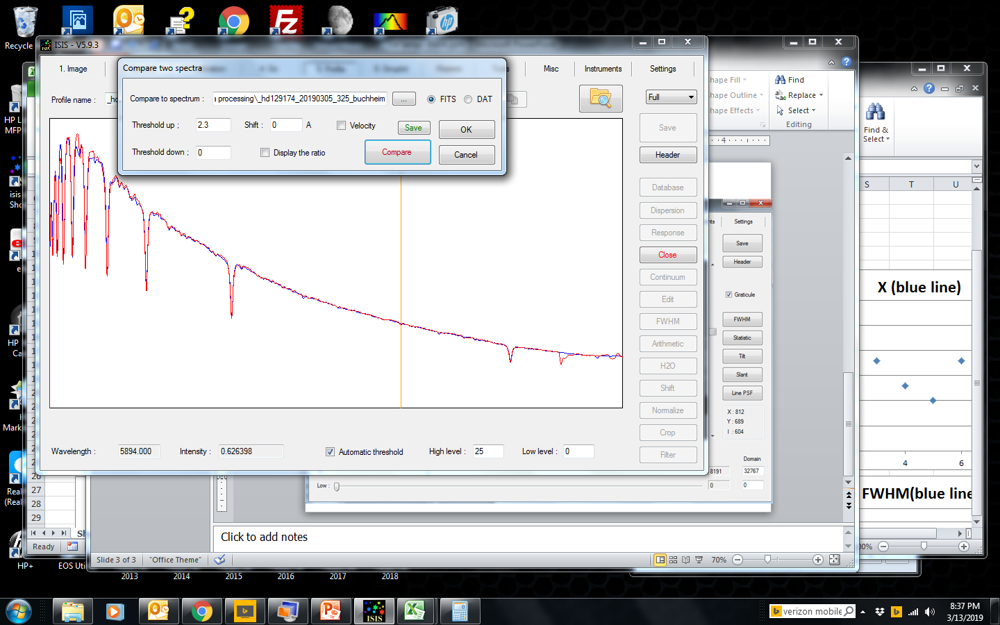 Recycle
ISIS - V5.9.3
1. Image
Misc
Instruments
Settings
Compare two spectra
Profile name :
Compare to spectrum :
processing\_hd129174_20190305_325_buchheim
...
FITS
DAT
Full
Threshold up ;
2.3
Shift :
0
A
Velocity
Save
OK
Threshold down ;
0
Display the ratio
Compare
Cancel
Save
Header
Database
Dispersion
Response
Close
Continuum
Edit
FWHM
Arithmetic
H2O
Shift
Normalize
Crop
Filter
Wavelength :
5894.000
Intensity :
0.626398
Automatic threshold
High level :
25
Low level :
0
Shape Fill
Shape Outline
Shape Effects
Find
Replace
Select
Editing
4
Settings
Save
Header
Graticule
FWHM
Statistic
Tilt
Slant
Line PSF
X : 812
Y : 689
I : 604
Domain
8191
32767
Low :
0
0
Click to add notes
Slide 3 of 3
"Office Theme"
70%
Find &
Select
S
T
U
X (blue line)
4
6
FWHM(blue line
HP L
MFP
isis
Sho
e
HP
Ca
Mark
Real
(Real
HP+
EOS Uti
26
27
28
29
Ready
2013
2014
2015
2016
2017
2018
ISIS
verizon mobile
8:37 PM
3/13/2019